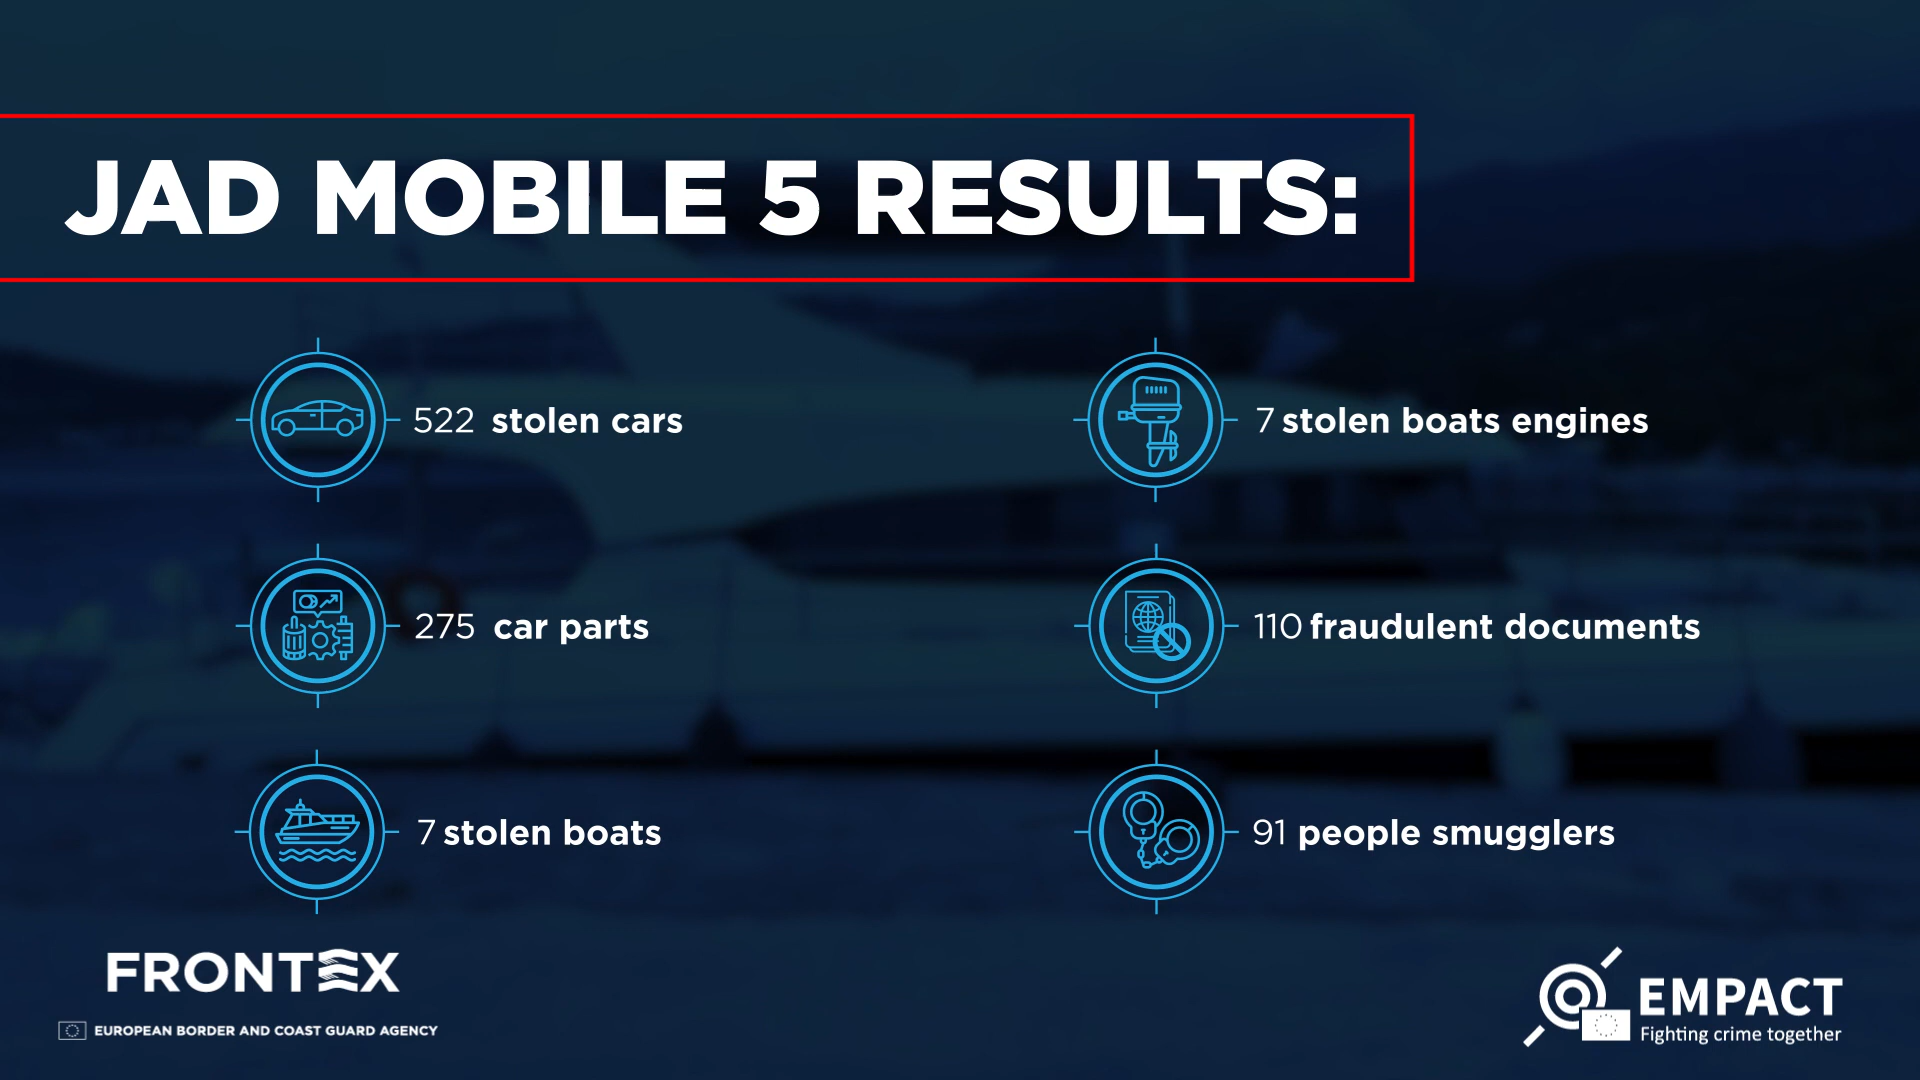 JAD MOBILE 5 RESULTS:
522 stolen cars
275 car parts
7 stolen boats
7 stolen boats engines
110 fraudulent documents
91 people smugglers
FRONTEX
EUROPEAN BORDER AND COAST GUARD AGENCY
EMPACT
Fighting crime together